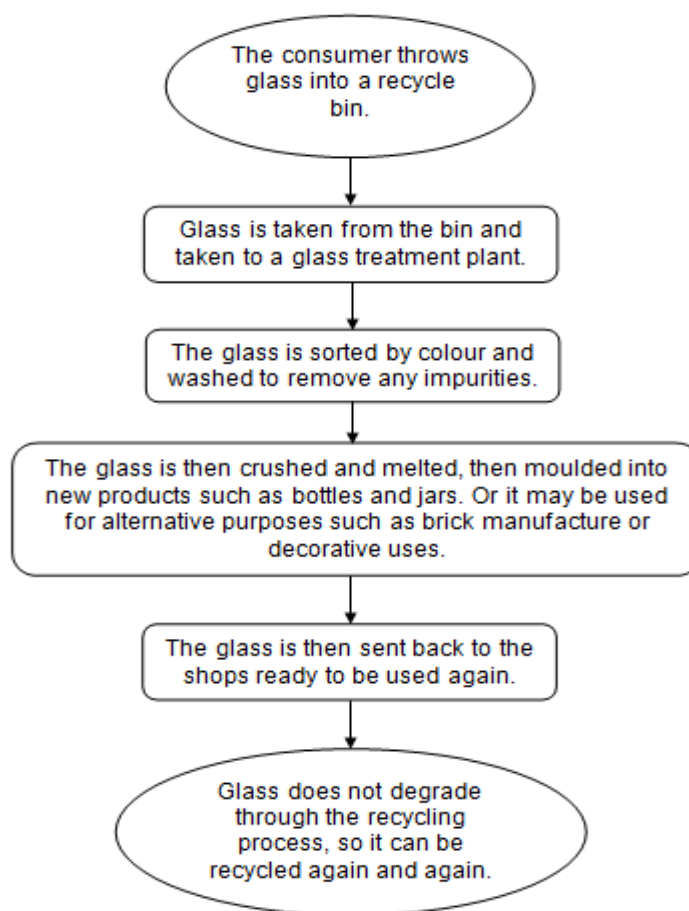 The consumer throws
glass into a recycle
bin.
Glass is taken from the bin and
taken to a glass treatment plant.
The glass is sorted by colour and
washed to remove any impurities.
The glass is then crushed and melted, then moulded into
new products such as bottles and jars. Or it may be used
for alternative purposes such as brick manufacture or
decorative uses.
The glass is then sent back to the
shops ready to be used again.
Glass does not degrade
through the recycling
process, so it can be
recycled again and again.